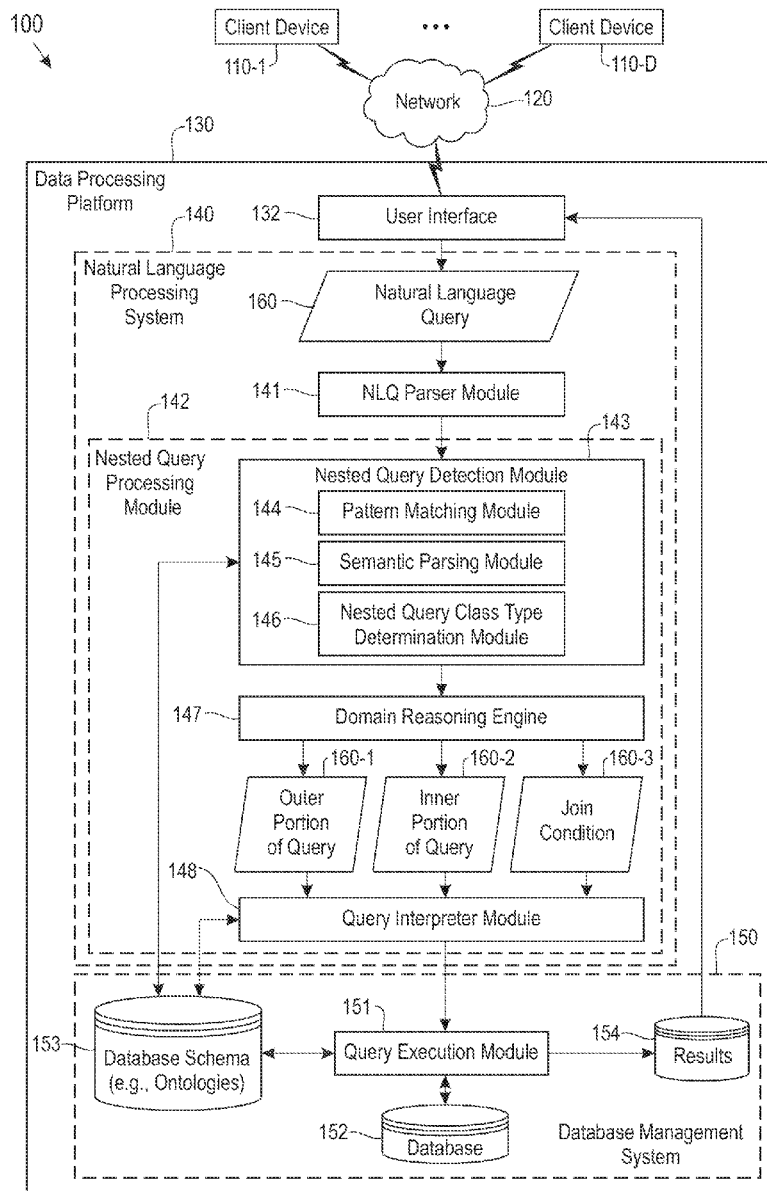 100
Client Device
...
Client Device
110-1
110-D
Network
120
130
Data Processing
Platform
132
User Interface
140
Natural Language
Processing
System
160
Natural Language
Query
141
NLQ Parser Module
142
143
Nested Query
Processing
Module
Nested Query Detection Module
144
Pattern Matching Module
145
Semantic Parsing Module
146
Nested Query Class Type
Determination Module
147
Domain Reasoning Engine
160-1
160-2
160-3
Outer
Portion
of Query
Inner
Portion
of Query
Join
Condition
148
Query Interpreter Module
150
151
153
Database Schema
(e.g., Ontologies)
Query Execution Module
154
Results
152
Database
Database Management
System